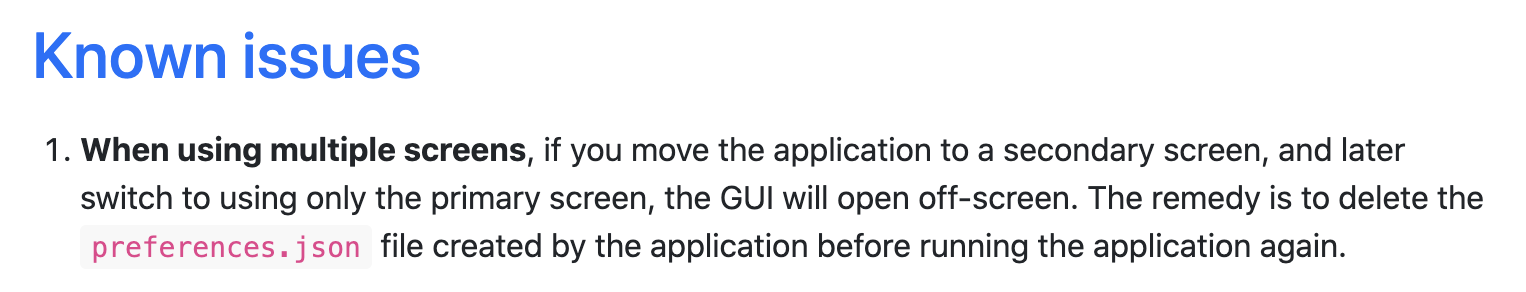 Known issues
1. When using multiple screens, if you move the application to a secondary screen, and later
switch to using only the primary screen, the GUI will open off-screen. The remedy is to delete the
preferences.json file created by the application before running the application again.